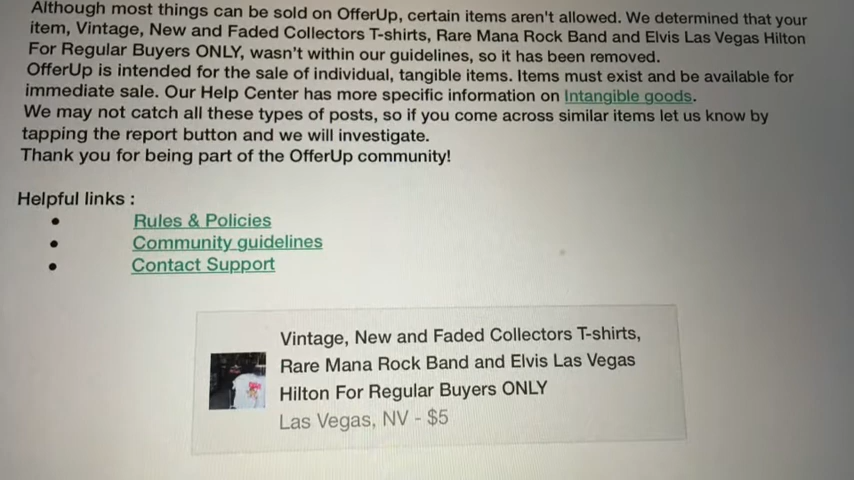 Although most things can be sold on OfferUp, certain items aren't allowed. We determined that your
item, Vintage, New and Faded Collectors T-shirts, Rare Mana Rock Band and Elvis Las Vegas Hilton
For Regular Buyers ONLY, wasn't within our guidelines, so it has been removed.
OfferUp is intended for the sale of individual, tangible items. Items must exist and be available for
immediate sale. Our Help Center has more specific information on Intangible goods.
We may not catch all these types of posts, so if you come across similar items let us know by
tapping the report button and we will investigate.
Thank you for being part of the OfferUp community!
Helpful links :
• Rules & Policies
• Community guidelines
• Contact Support
Vintage, New and Faded Collectors T-shirts,
Rare Mana Rock Band and Elvis Las Vegas
Hilton For Regular Buyers ONLY
Las Vegas, NV - $5